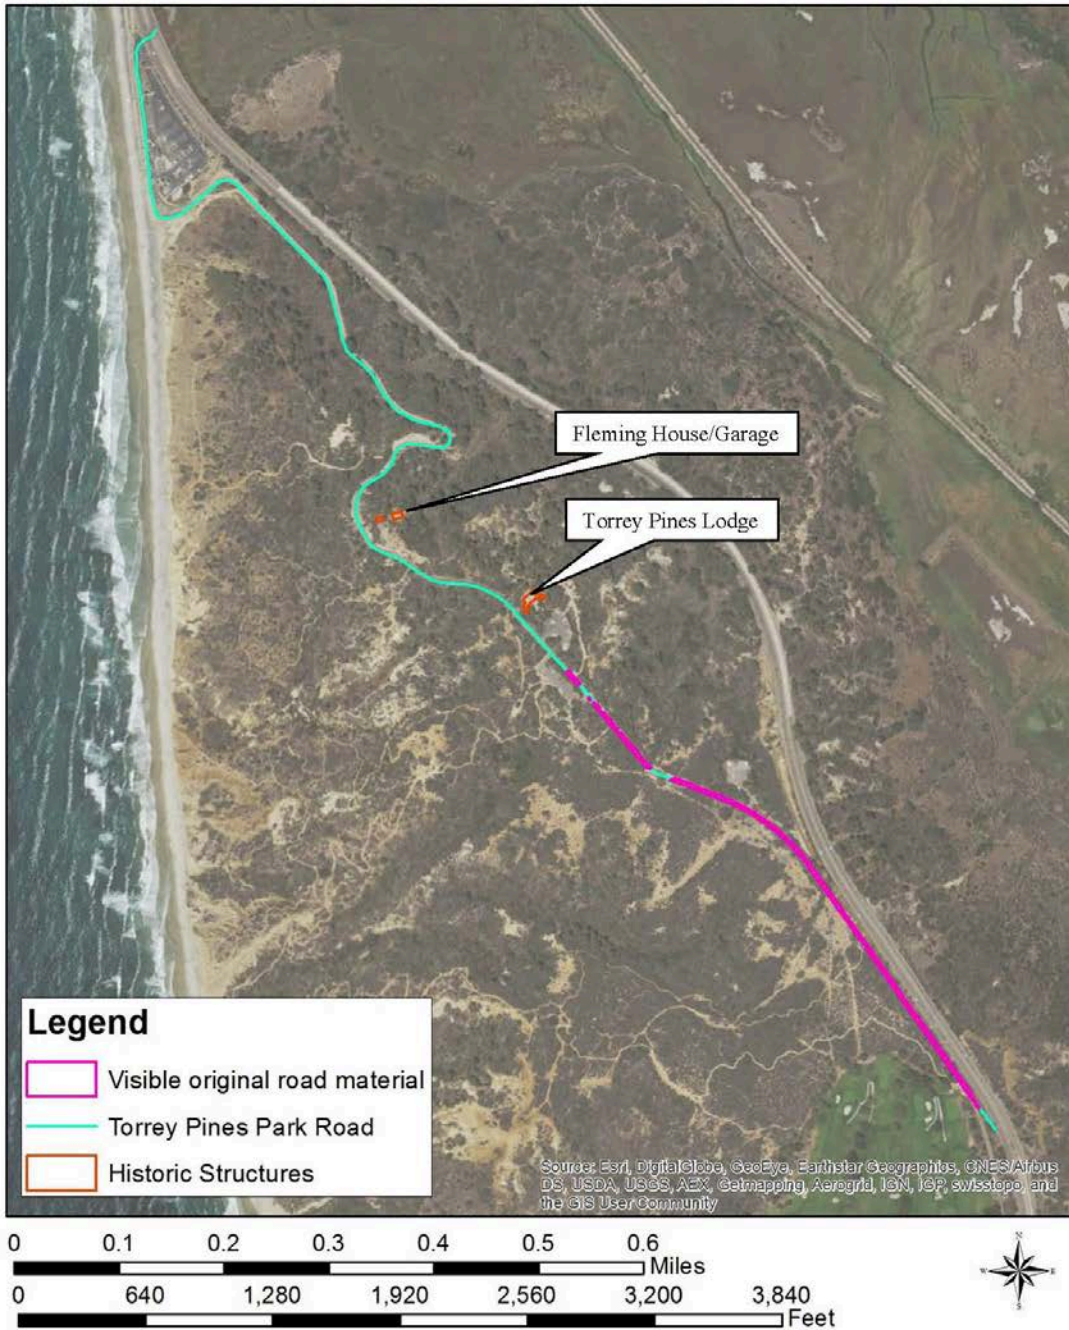 Fleming House/Garage
Torrey Pines Lodge
Legend
Visible original road material
Torrey Pines Park Road
Historic Structures
Source: Esri, DigitalGlobe, GeoEye, Earthstar Geographics, CNES/Airbus
DS, USDA, USGS, AEX, Getmapping, Aerogrid, IGN, IGP, swisstopo, and
the GIS User Community
0 0.1 0.2 0.3 0.4 0.5 0.6
Miles
0 640 1,280 1,920 2,560 3,200 3,840
Feet
N
W E
S